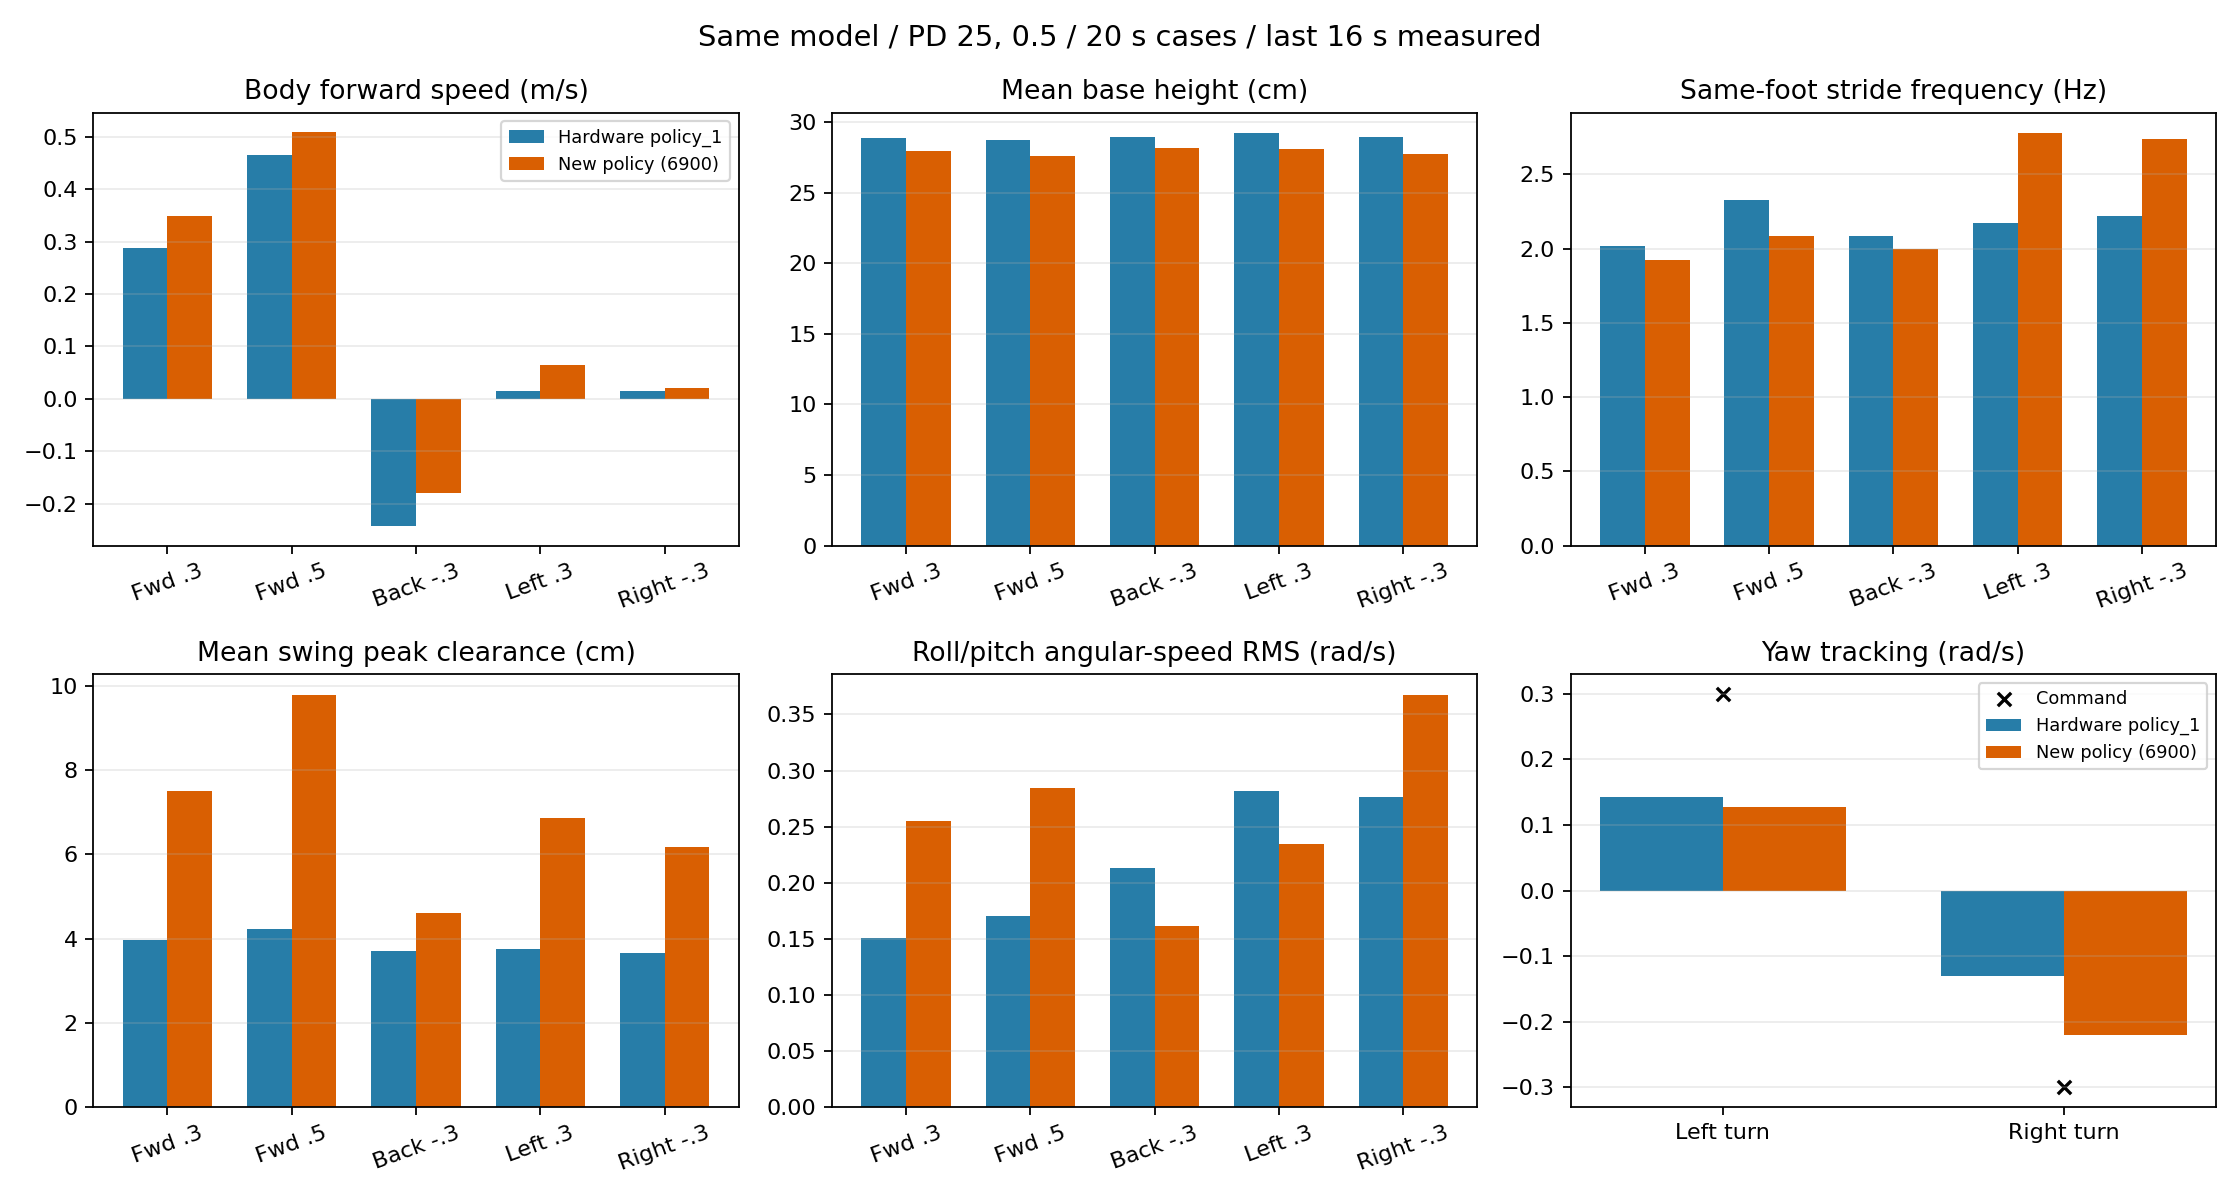 Same model / PD 25, 0.5 / 20 s cases / last 16 s measured
Body forward speed (m/s)
0.5
0.4
0.3
0.2
0.1
0.0
−0.1
−0.2
Hardware policy_1
New policy (6900)
Fwd .3
Fwd .5
Back -.3
Left .3
Right -.3
Mean base height (cm)
30
25
20
15
10
5
0
Fwd .3
Fwd .5
Back -.3
Left .3
Right -.3
Same-foot stride frequency (Hz)
2.5
2.0
1.5
1.0
0.5
0.0
Fwd .3
Fwd .5
Back -.3
Left .3
Right -.3
Mean swing peak clearance (cm)
10
8
6
4
2
0
Fwd .3
Fwd .5
Back -.3
Left .3
Right -.3
Roll/pitch angular-speed RMS (rad/s)
0.35
0.30
0.25
0.20
0.15
0.10
0.05
0.00
Fwd .3
Fwd .5
Back -.3
Left .3
Right -.3
Yaw tracking (rad/s)
0.3
0.2
0.1
0.0
−0.1
−0.2
−0.3
Command
Hardware policy_1
New policy (6900)
Left turn
Right turn